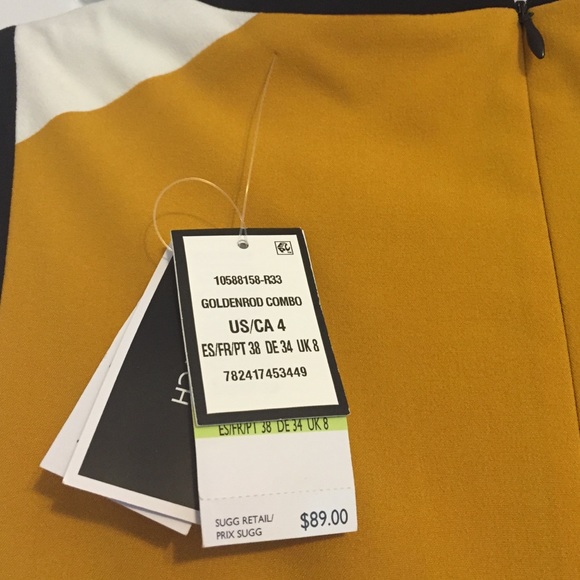 10588158-R33
GOLDENROD COMBO
US/CA 4
ES/FR/PT 38 DE 34 UK 8
782417453449
ES/FR/PT 38 DE 34 UK 8
SUGG RETAIL/
PRIX SUGG
$89.00
CH